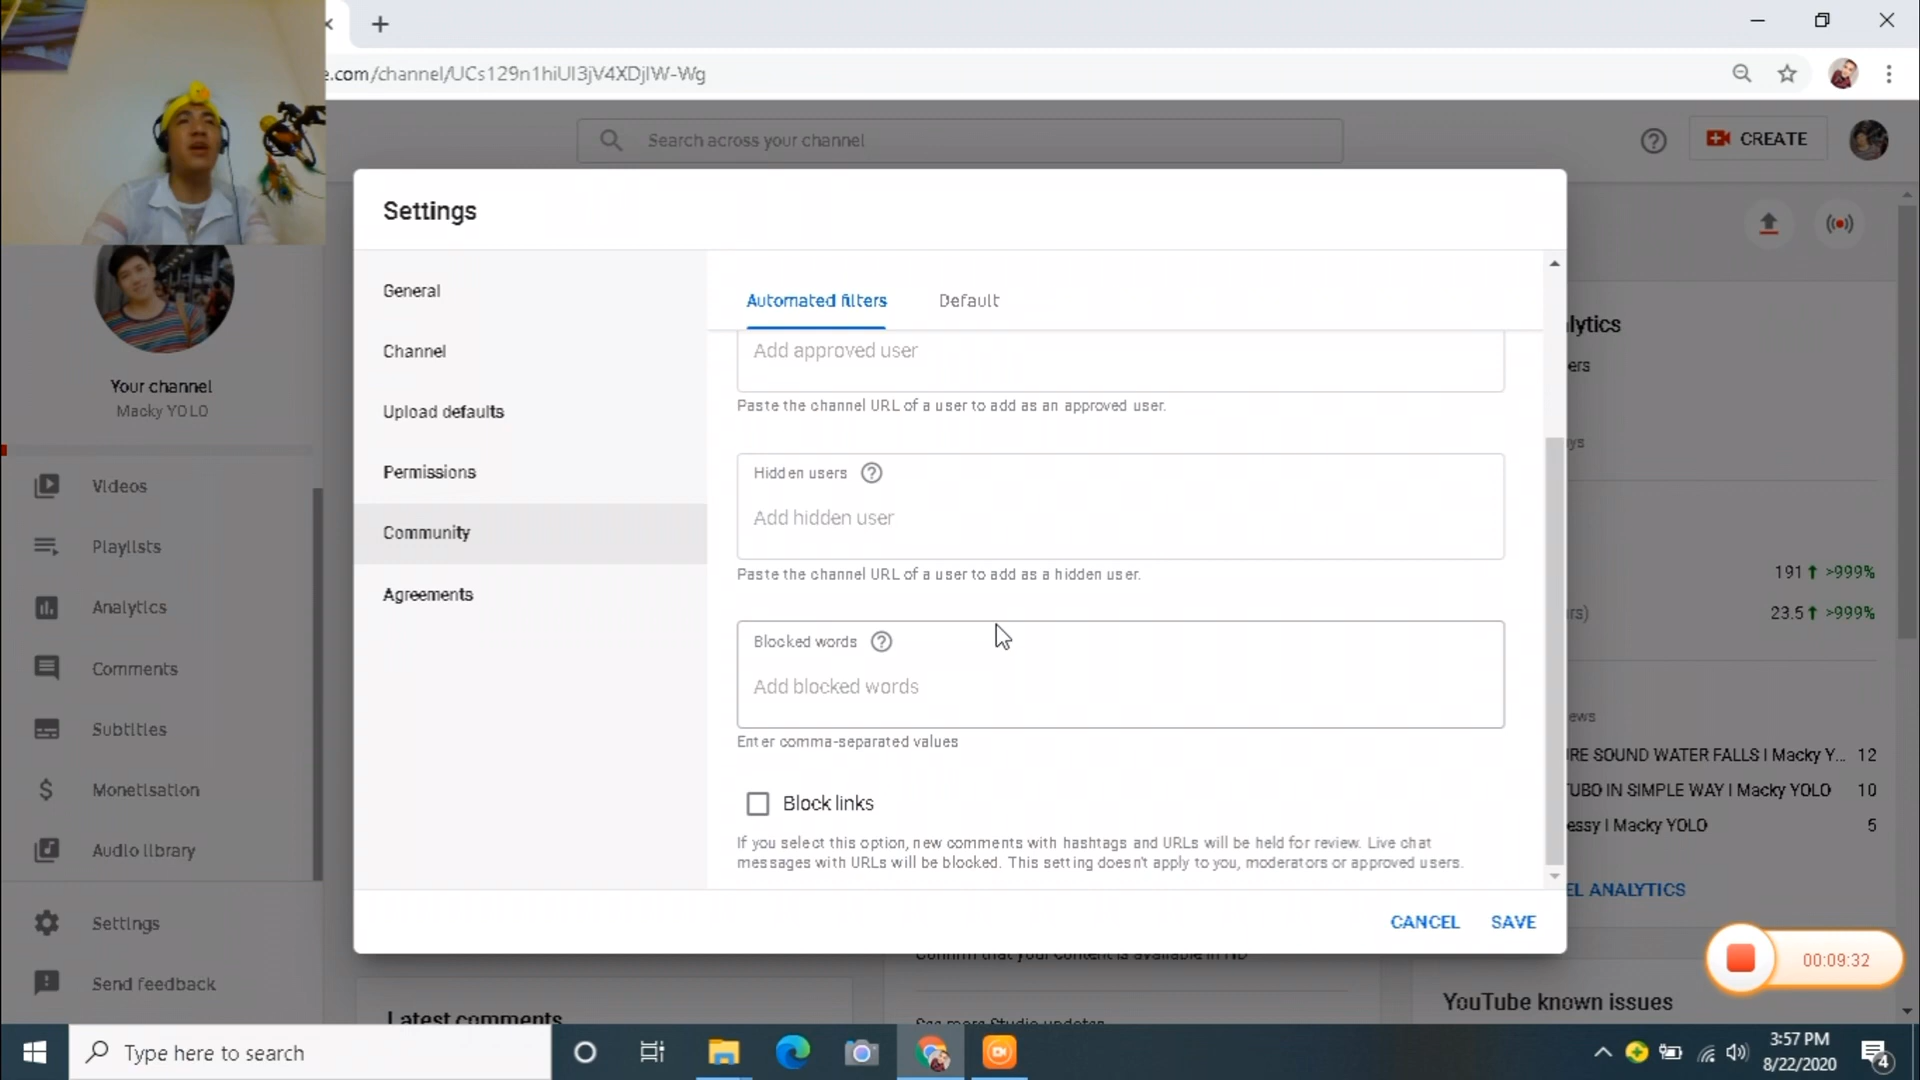 e.com/channel/UCs129n1hiUI3jV4XDjIW-Wg
Search across your channel
CREATE
Settings
General
Channel
Upload defaults
Permissions
Community
Agreements
Automated filters
Default
Add approved user
Paste the channel URL of a user to add as an approved user.
Hidden users
Add hidden user
Paste the channel URL of a user to add as a hidden user.
Blocked words
Add blocked words
Enter comma-separated values
Block links
If you select this option, new comments with hashtags and URLs will be held for review. Live chat
messages with URLs will be blocked. This setting doesn't apply to you, moderators or approved users.
CANCEL
SAVE
Your channel
Macky YOLO
Videos
Playlists
Analytics
Comments
Subtitles
Monetisation
Audio library
Settings
Send feedback
lytics
ers
ys
191 >999%
rs) 23.5 >999%
ews
RE SOUND WATER FALLS I Macky Y... 12
TUBO IN SIMPLE WAY I Macky YOLO 10
essy I Macky YOLO 5
EL ANALYTICS
Latest comments
YouTube known issues
00:09:32
Type here to search
3:57 PM
8/22/2020
4